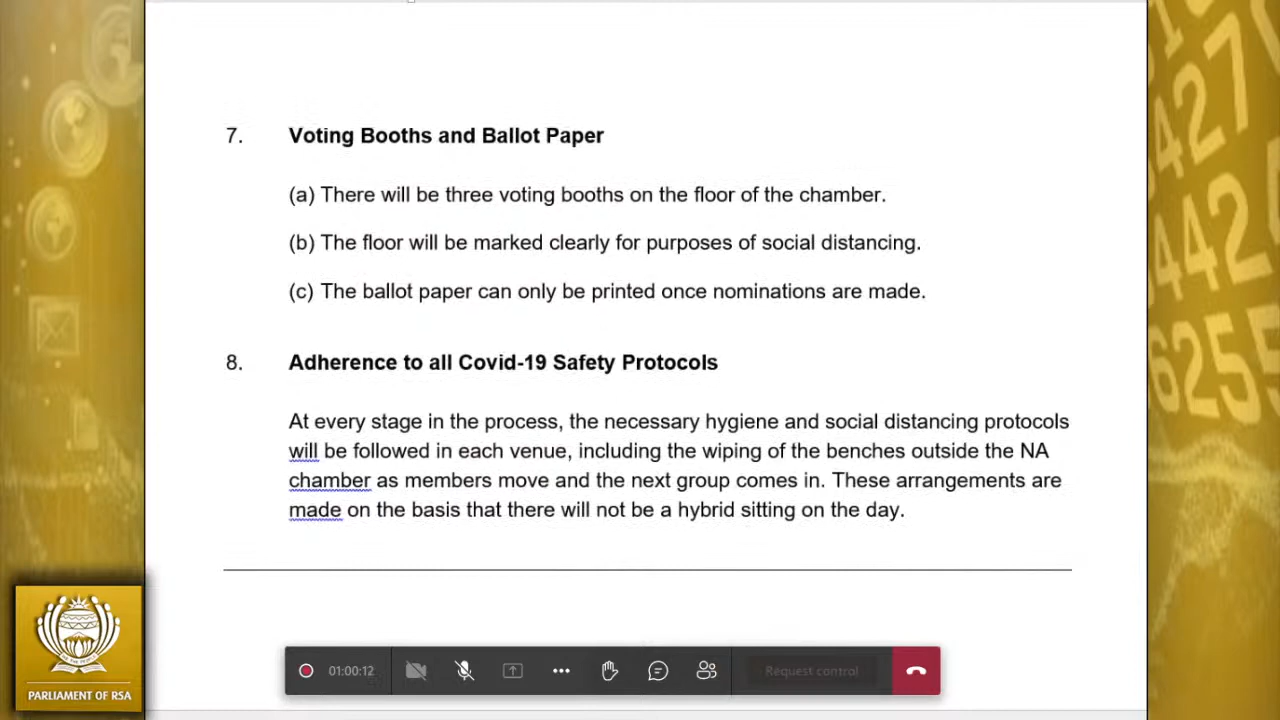 7. Voting Booths and Ballot Paper
(a) There will be three voting booths on the floor of the chamber.
(b) The floor will be marked clearly for purposes of social distancing.
(c) The ballot paper can only be printed once nominations are made.
8. Adherence to all Covid-19 Safety Protocols
At every stage in the process, the necessary hygiene and social distancing protocols
will be followed in each venue, including the wiping of the benches outside the NA
chamber as members move and the next group comes in. These arrangements are
made on the basis that there will not be a hybrid sitting on the day.
01:00:12
Request control
PARLIAMENT OF RSA
427
442
6255